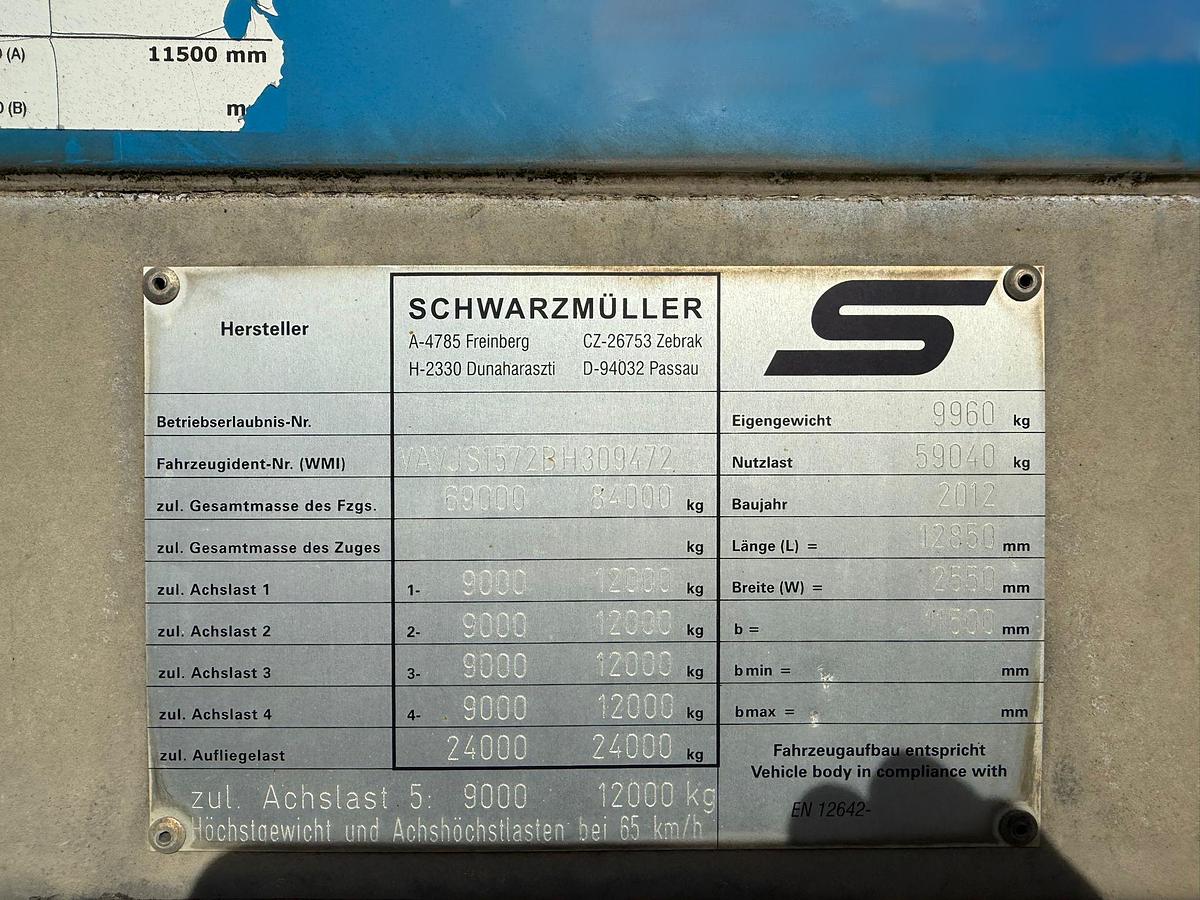 0 (A) 11500 mm
0 (B) m
Hersteller
SCHWARZMÜLLER
A-4785 Freinberg CZ-26753 Zebrak
H-2330 Dunaharaszti D-94032 Passau
Betriebserlaubnis-Nr.
Fahrzeugident-Nr. (WMI) VAVJS1572BH309472
zul. Gesamtmasse des Fzgs. 69000 84000 kg
zul. Gesamtmasse des Zuges kg
zul. Achslast 1 1- 9000 12000 kg
zul. Achslast 2 2- 9000 12000 kg
zul. Achslast 3 3- 9000 12000 kg
zul. Achslast 4 4- 9000 12000 kg
zul. Aufliegelast 24000 24000 kg
zul. Achslast 5: 9000 12000 kg
Höchstgewicht und Achshöchstlasten bei 65 km/h
Eigengewicht 9960 kg
Nutzlast 59040 kg
Baujahr 2012
Länge (L) = 12850 mm
Breite (W) = 2550 mm
b = 11500 mm
bmin = mm
bmax = mm
Fahrzeugaufbau entspricht
Vehicle body in compliance with
EN 12642-